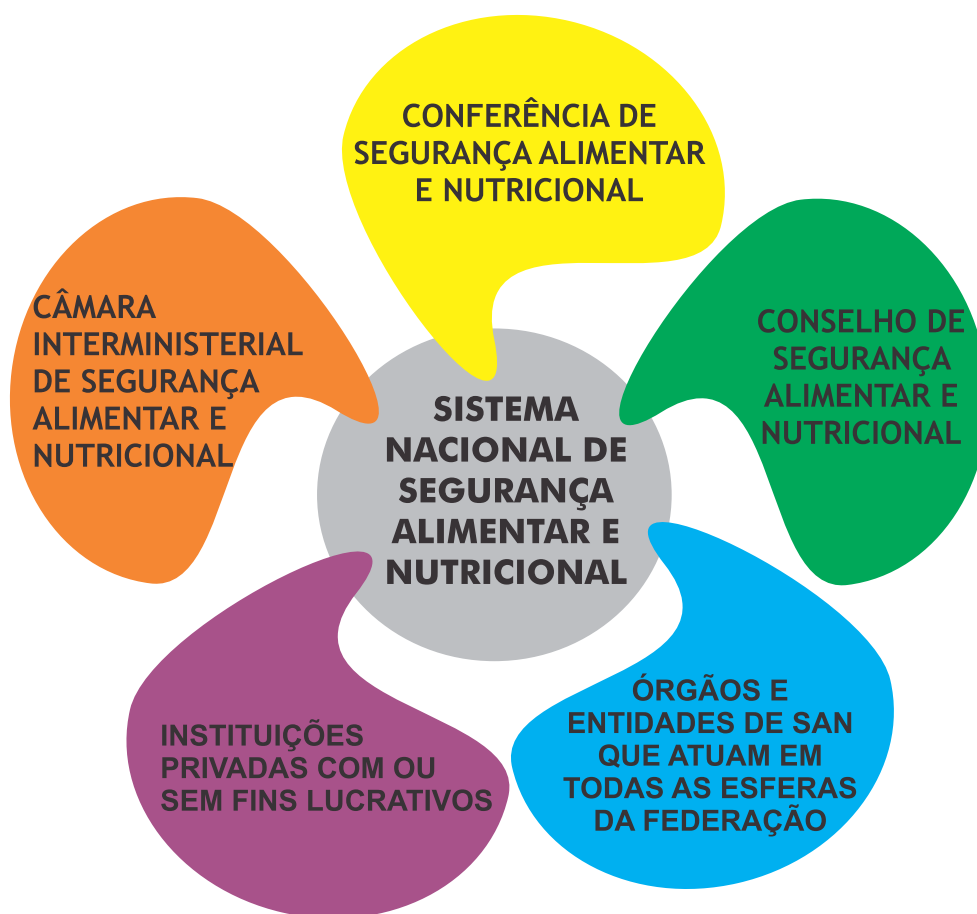 CONFERÊNCIA DE
SEGURANÇA ALIMENTAR
E NUTRICIONAL
CÂMARA
INTERMINISTERIAL
DE SEGURANÇA
ALIMENTAR E
NUTRICIONAL
CONSELHO DE
SEGURANÇA
ALIMENTAR E
NUTRICIONAL
SISTEMA
NACIONAL DE
SEGURANÇA
ALIMENTAR E
NUTRICIONAL
INSTITUIÇÕES
PRIVADAS COM OU
SEM FINS LUCRATIVOS
ÓRGÃOS E
ENTIDADES DE SAN
QUE ATUAM EM
TODAS AS ESFERAS
DA FEDERAÇÃO